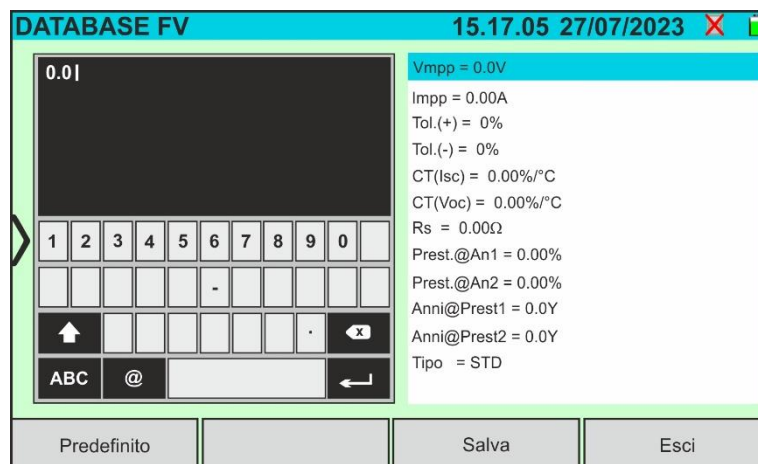 DATABASE FV 15.17.05 27/07/2023
0.0
1 2 3 4 5 6 7 8 9 0
-
.
ABC @
Vmpp = 0.0V
Impp = 0.00A
Tol.(+) = 0%
Tol.(-) = 0%
CT(Isc) = 0.00%/°C
CT(Voc) = 0.00%/°C
Rs = 0.00Ω
Prest.@An1 = 0.00%
Prest.@An2 = 0.00%
Anni@Prest1 = 0.0Y
Anni@Prest2 = 0.0Y
Tipo = STD
Predefinito Salva Esci